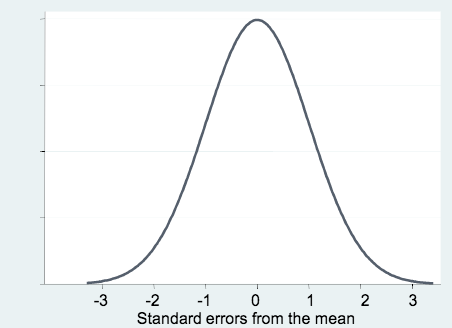 -3 -2 -1 0 1 2 3
Standard errors from the mean